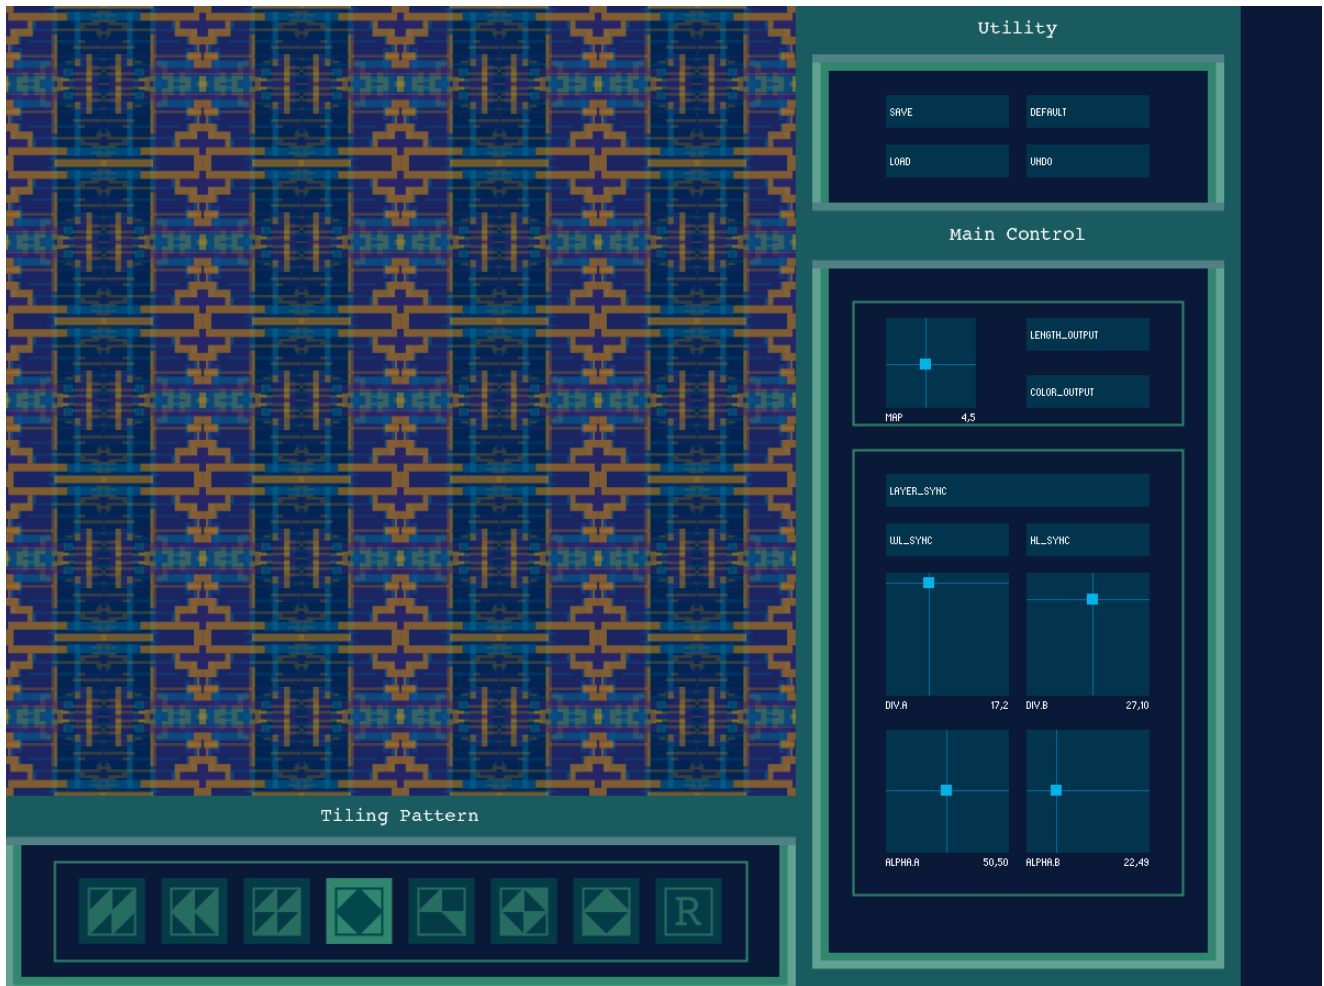 Utility
SAVE
DEFAULT
LOAD
UNDO
Main Control
LENGTH_OUTPUT
COLOR_OUTPUT
MAP 4,5
LAYER_SYNC
WL_SYNC
HL_SYNC
DIV.A 17,2
DIV.B 27,10
ALPHA.A 50,50
ALPHA.B 22,49
Tiling Pattern
R